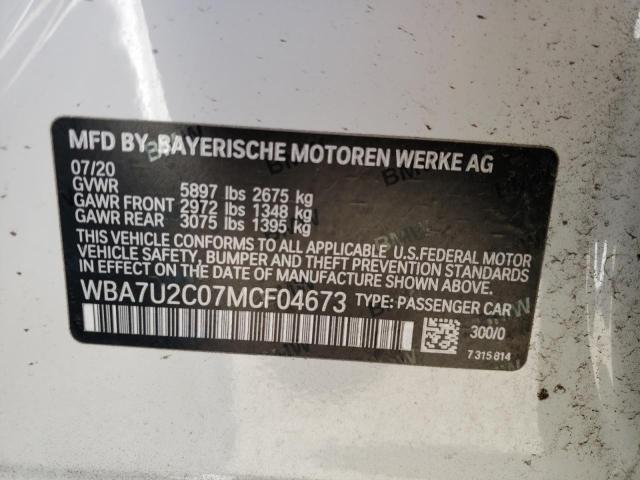 MFD BY: BAYERISCHE MOTOREN WERKE AG
07/20
GVWR 5897 lbs 2675 kg
GAWR FRONT 2972 lbs 1348 kg
GAWR REAR 3075 lbs 1395 kg
THIS VEHICLE CONFORMS TO ALL APPLICABLE U.S.FEDERAL MOTOR
VEHICLE SAFETY, BUMPER AND THEFT PREVENTION STANDARDS
IN EFFECT ON THE DATE OF MANUFACTURE SHOWN ABOVE.
WBA7U2C07MCF04673 TYPE: PASSENGER CAR
300/0
7 315 814